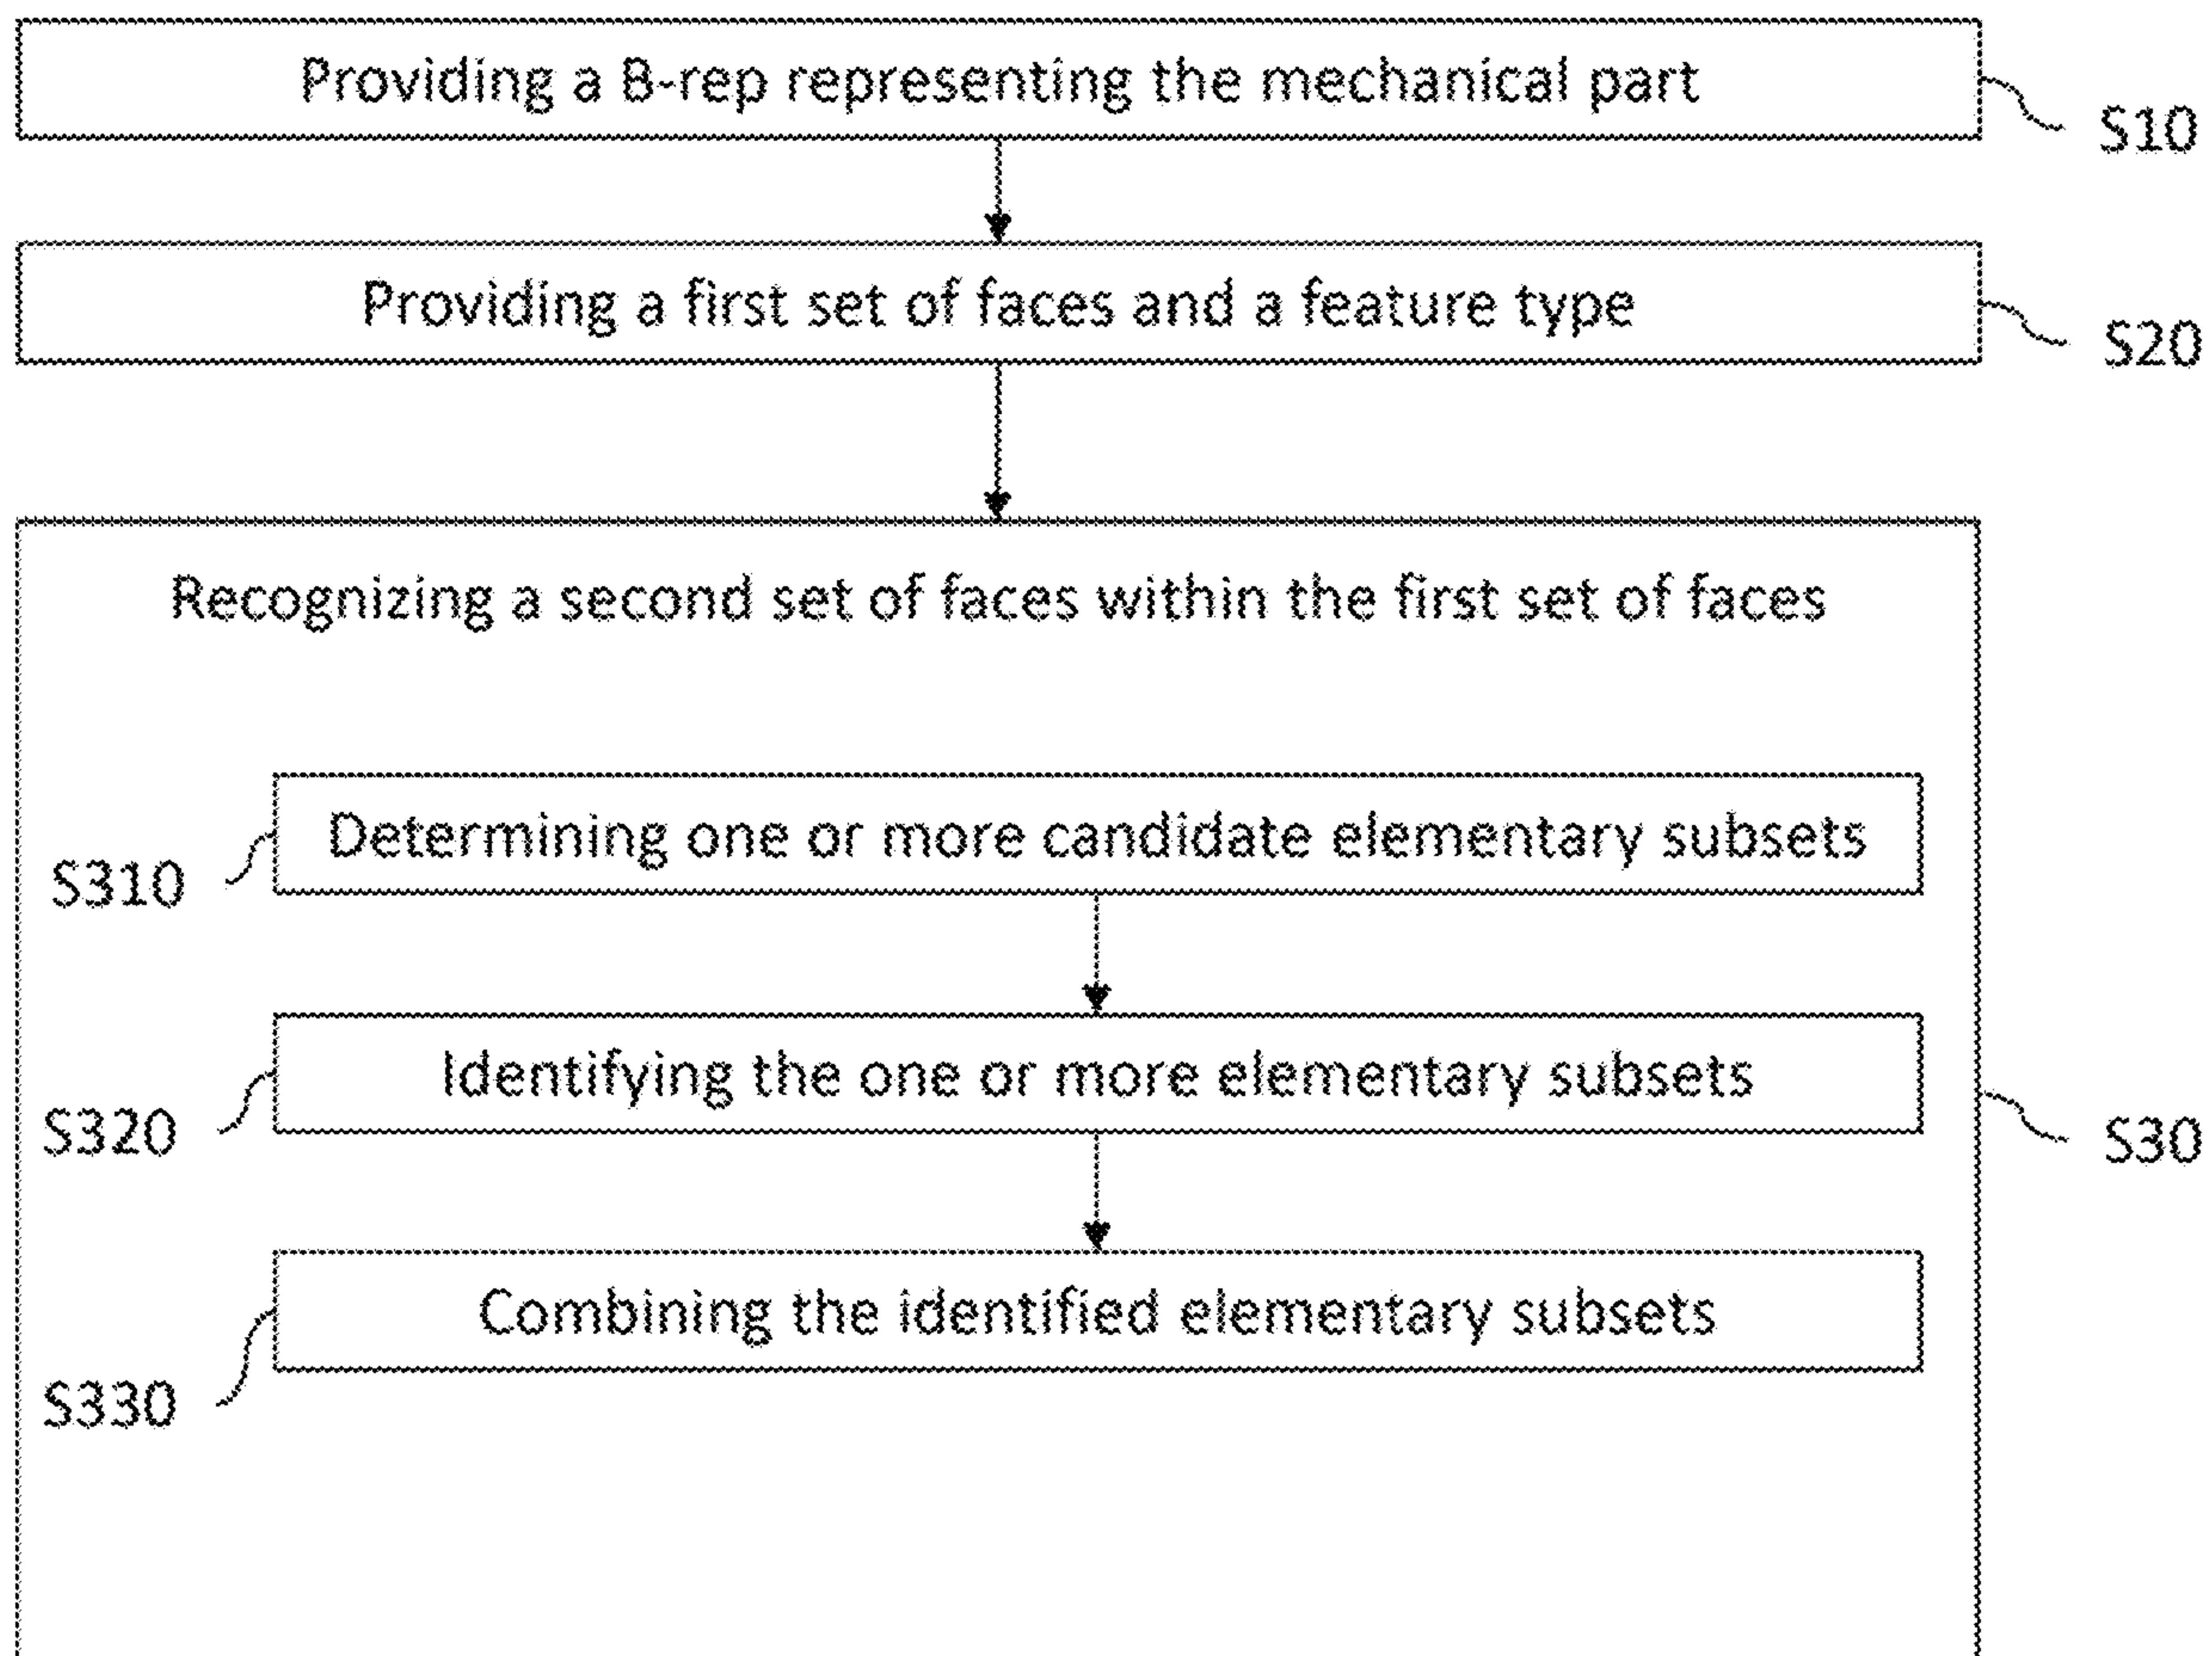 Providing a B-rep representing the mechanical part
S10
Providing a first set of faces and a feature type
S20
Recognizing a second set of faces within the first set of faces
Determining one or more candidate elementary subsets
S310
Identifying the one or more elementary subsets
S320
S30
Combining the identified elementary subsets
S330